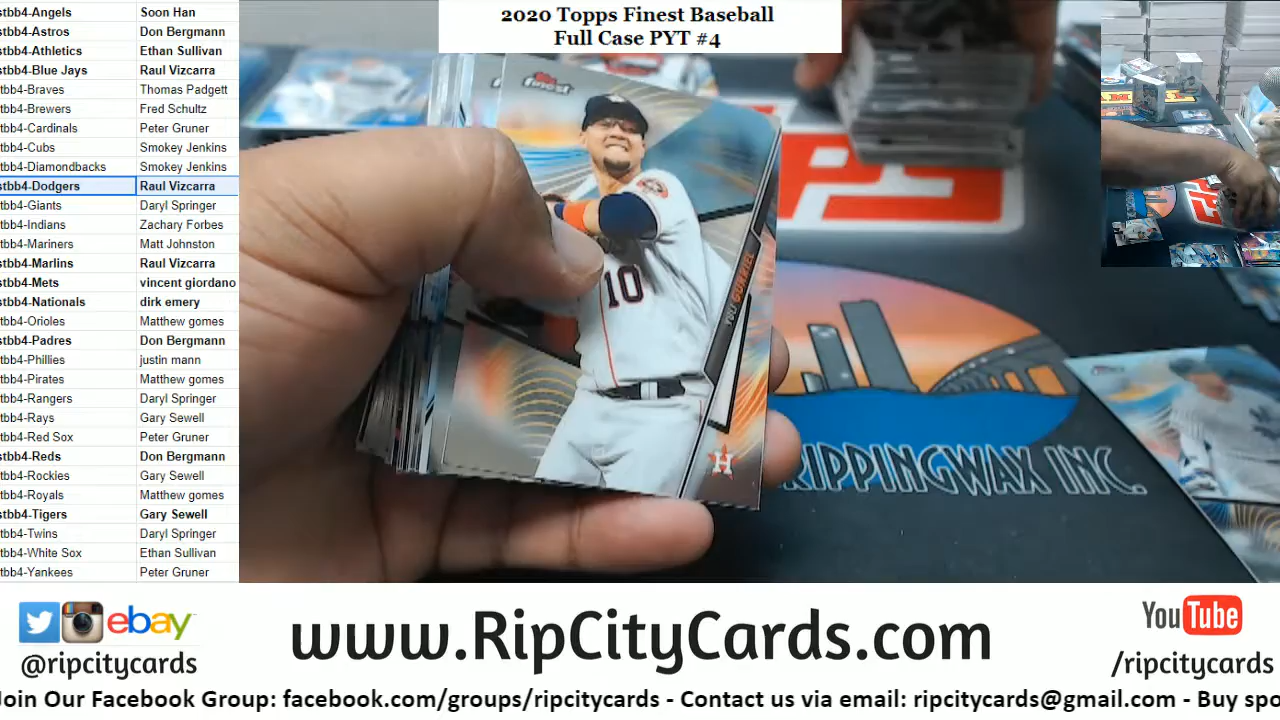 2020 Topps Finest Baseball
Full Case PYT #4
stbb4-Angels Soon Han
stbb4-Astros Don Bergmann
stbb4-Athletics Ethan Sullivan
stbb4-Blue Jays Raul Vizcarra
tbb4-Braves Thomas Padgett
tbb4-Brewers Fred Schultz
tbb4-Cardinals Peter Gruner
tbb4-Cubs Smokey Jenkins
tbb4-Diamondbacks Smokey Jenkins
stbb4-Dodgers Raul Vizcarra
tbb4-Giants Daryl Springer
tbb4-Indians Zachary Forbes
tbb4-Mariners Matt Johnston
stbb4-Marlins Raul Vizcarra
stbb4-Mets vincent giordano
stbb4-Nationals dirk emery
tbb4-Orioles Matthew gomes
stbb4-Padres Don Bergmann
tbb4-Phillies justin mann
tbb4-Pirates Matthew gomes
tbb4-Rangers Daryl Springer
tbb4-Rays Gary Sewell
tbb4-Red Sox Peter Gruner
stbb4-Reds Don Bergmann
tbb4-Rockies Gary Sewell
tbb4-Royals Matthew gomes
stbb4-Tigers Gary Sewell
tbb4-Twins Daryl Springer
tbb4-White Sox Ethan Sullivan
tbb4-Yankees Peter Gruner
finest
10
YULI GURRIEL
H
RIPPINGWAX INC.
ebay
@ripcitycards
www.RipCityCards.com
YouTube
/ripcitycards
Join Our Facebook Group: facebook.com/groups/ripcitycards - Contact us via email: ripcitycards@gmail.com - Buy spo